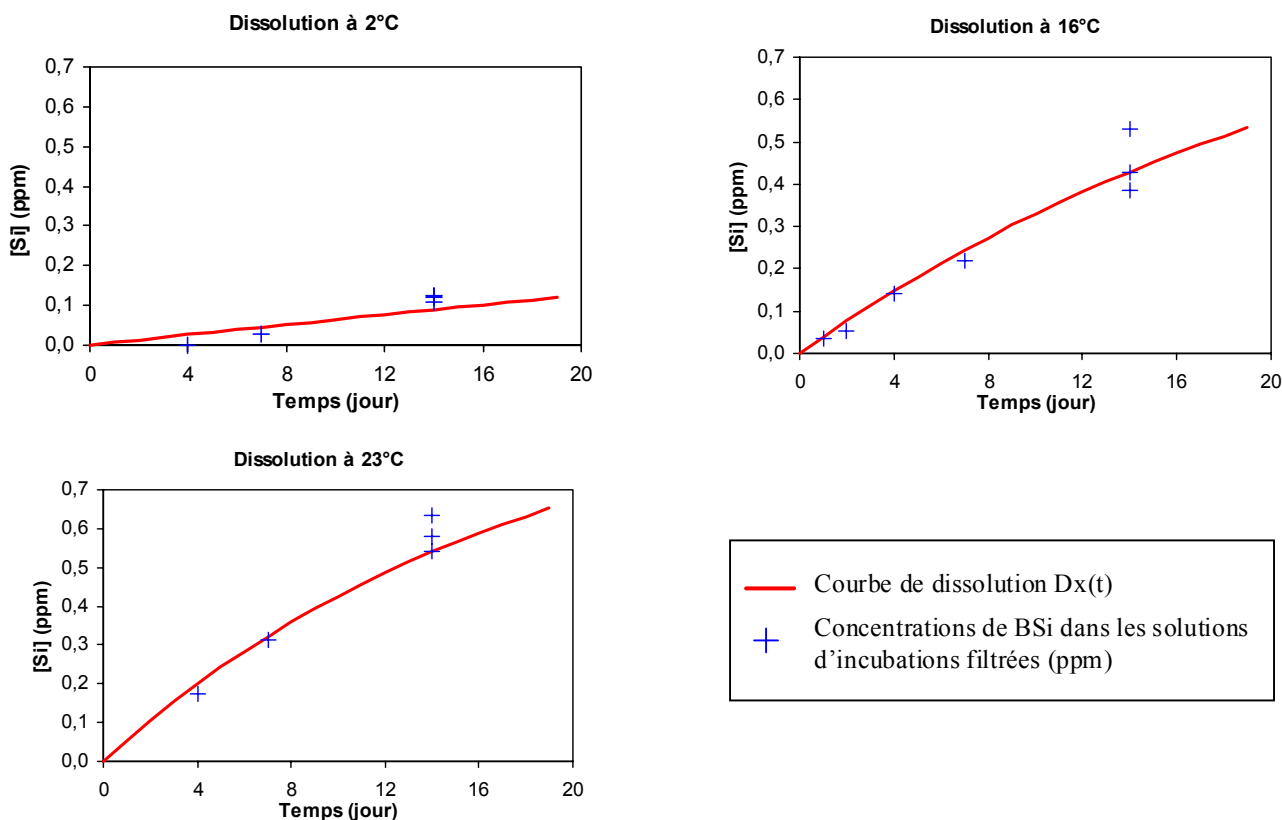 Dissolution à 2°C
0,7
0,6
0,5
0,4
0,3
0,2
0,1
0,0
[Si] (ppm)
0 4 8 12 16 20
Temps (jour)
Dissolution à 16°C
0,7
0,6
0,5
0,4
0,3
0,2
0,1
0,0
[Si] (ppm)
0 4 8 12 16 20
Temps (jour)
Dissolution à 23°C
0,7
0,6
0,5
0,4
0,3
0,2
0,1
0,0
[Si] (ppm)
0 4 8 12 16 20
Temps (jour)
Courbe de dissolution Dx(t)
Concentrations de BSi dans les solutions
d’incubations filtrées (ppm)